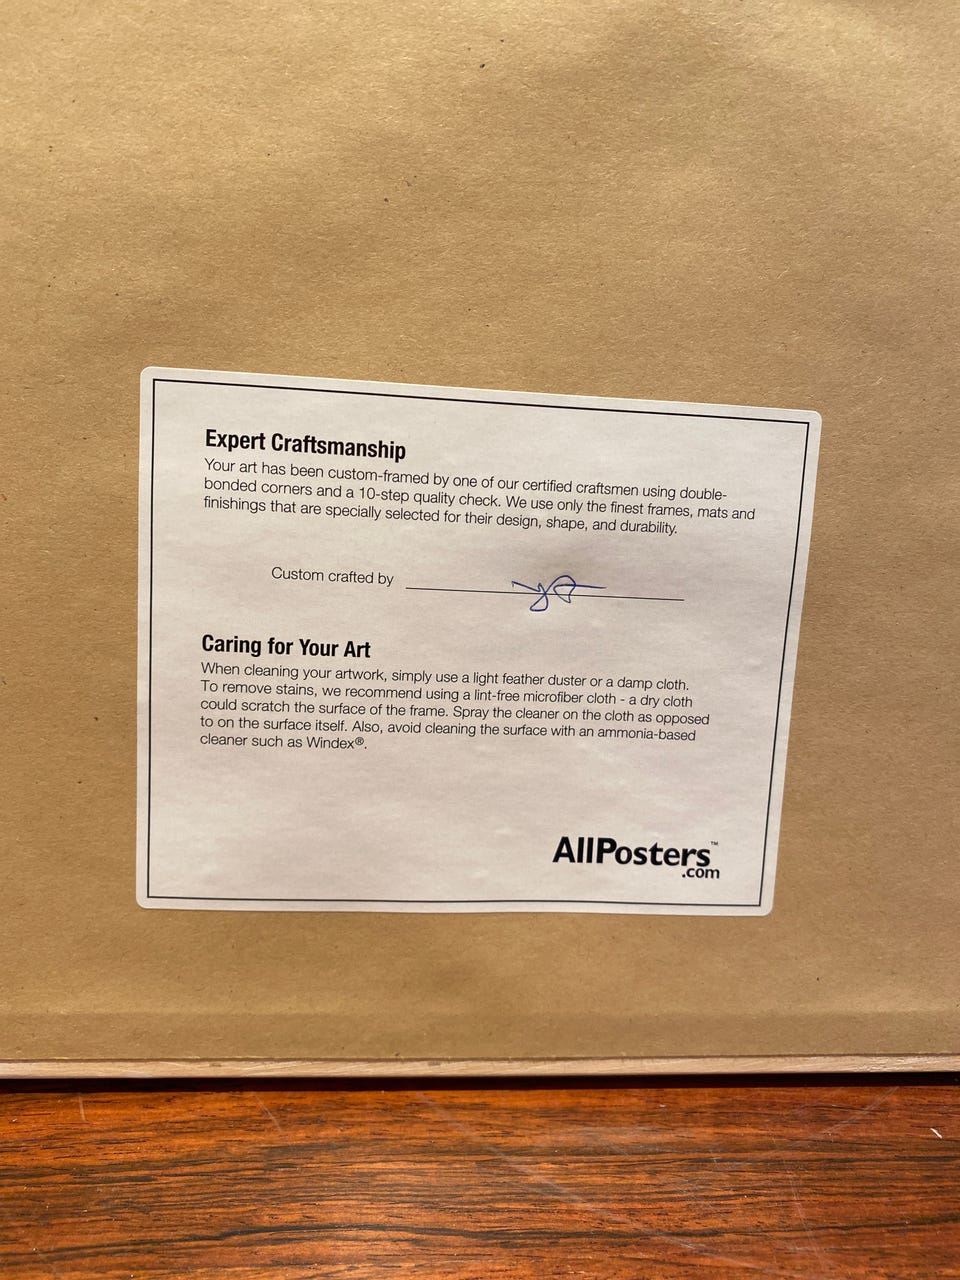 Expert Craftsmanship
Your art has been custom-framed by one of our certified craftsmen using double-
bonded corners and a 10-step quality check. We use only the finest frames, mats and
finishings that are specially selected for their design, shape, and durability.
Custom crafted by
Caring for Your Art
When cleaning your artwork, simply use a light feather duster or a damp cloth.
To remove stains, we recommend using a lint-free microfiber cloth - a dry cloth
could scratch the surface of the frame. Spray the cleaner on the cloth as opposed
to on the surface itself. Also, avoid cleaning the surface with an ammonia-based
cleaner such as Windex®.
AllPosters™
.com